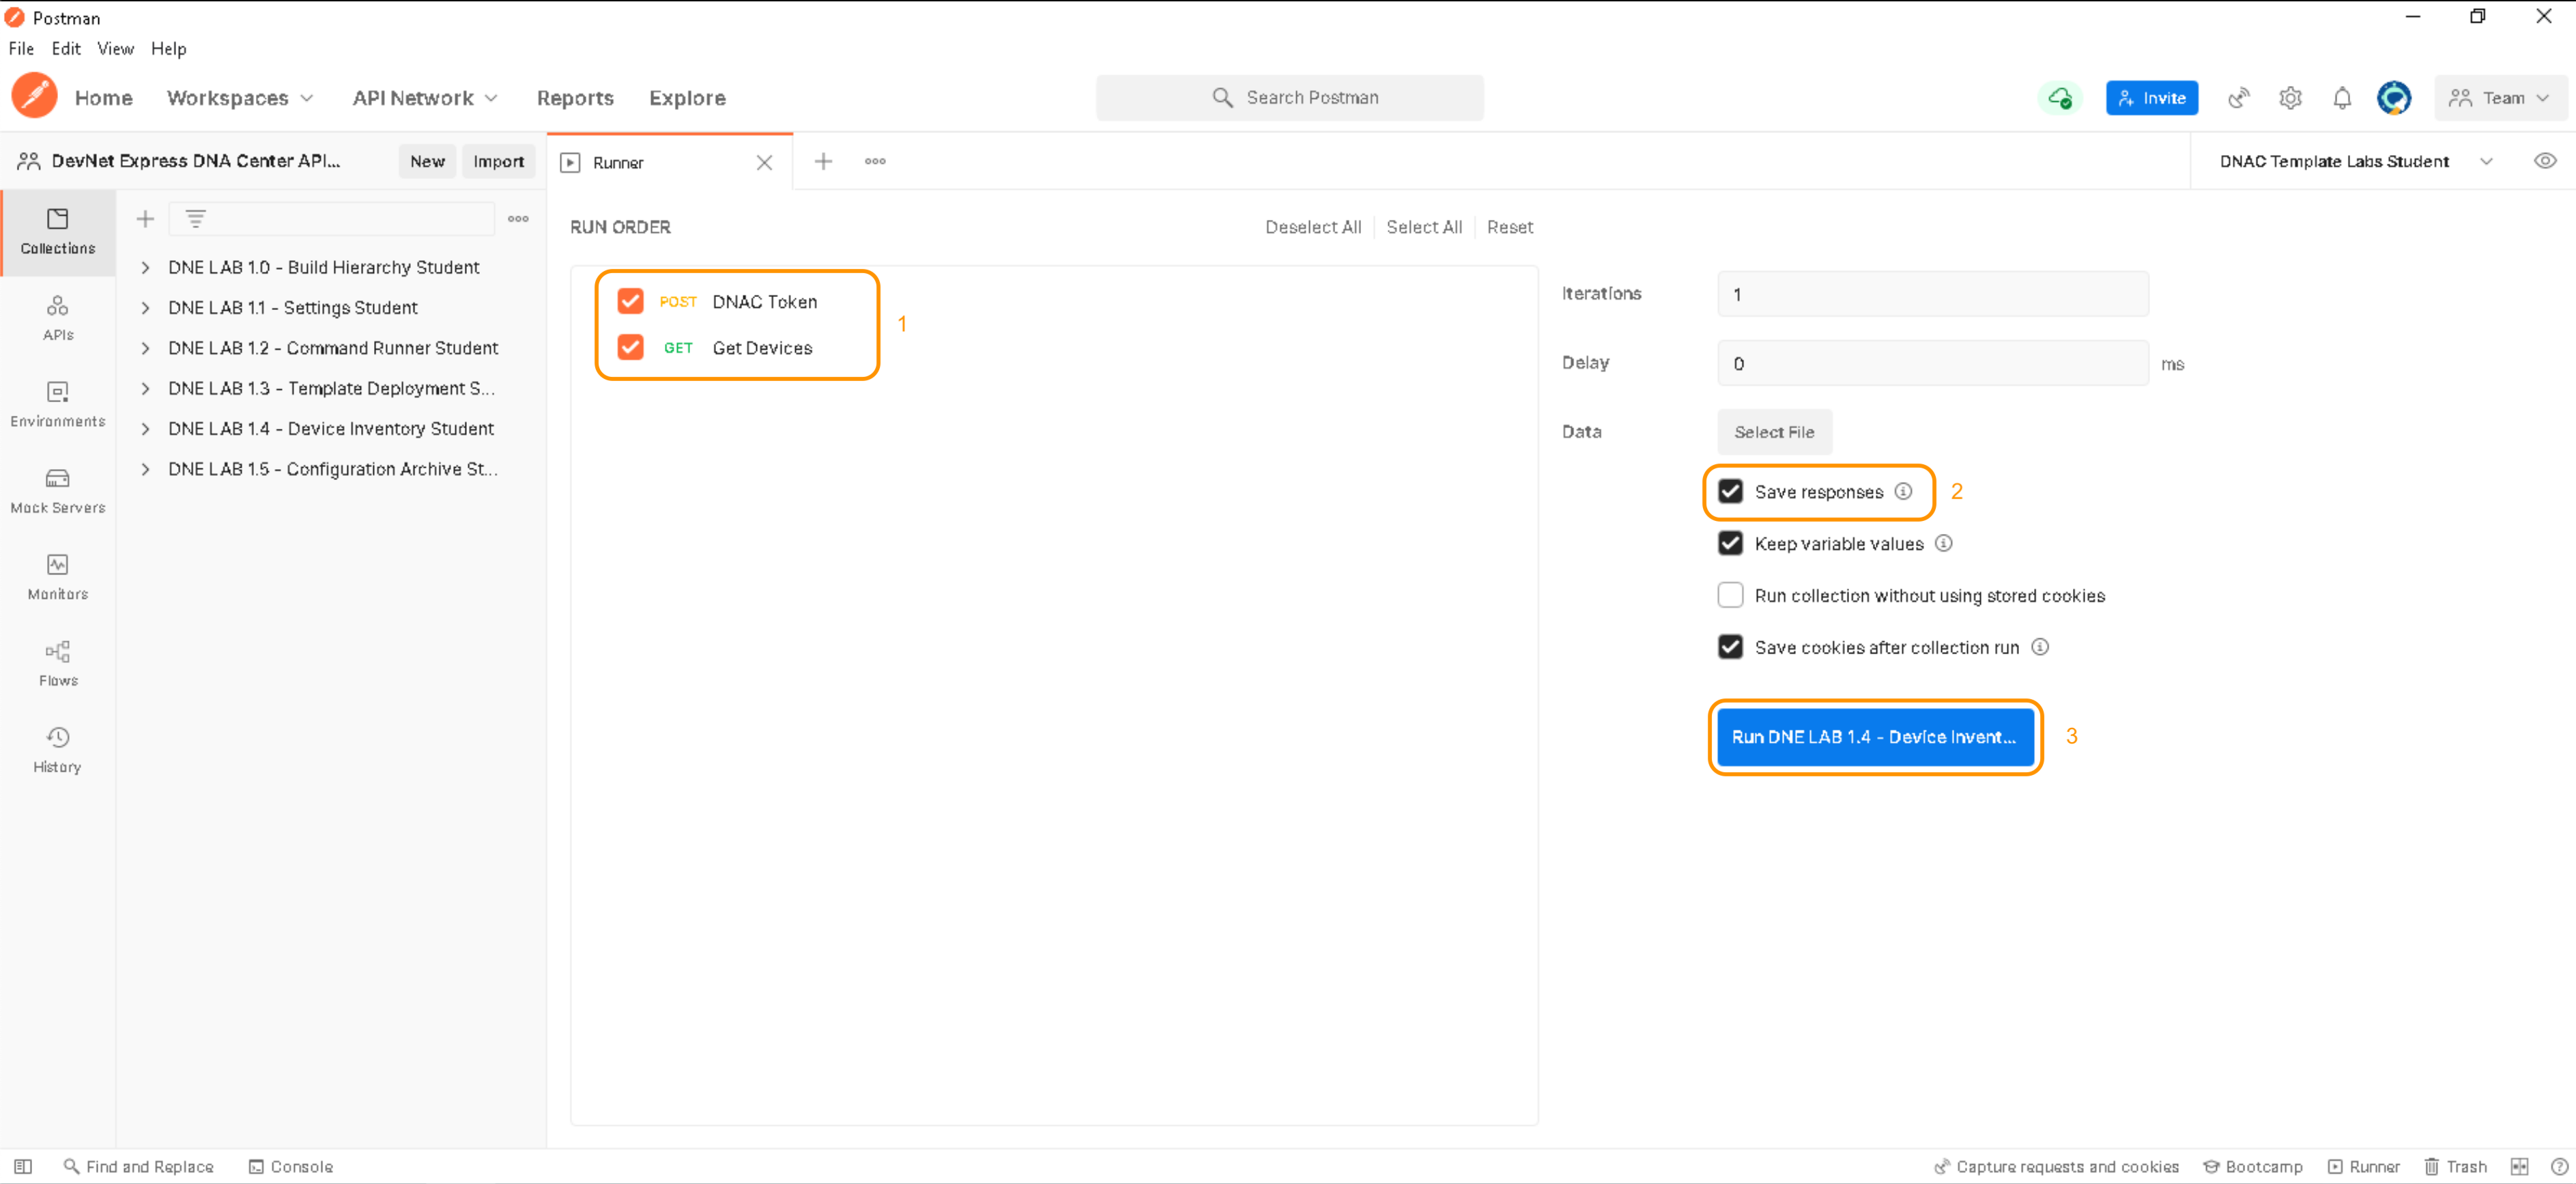 Postman
File Edit View Help
Home Workspaces API Network Reports Explore
Search Postman
Invite
Team
DevNet Express DNA Center API...
New Import
Runner
DNAC Template Labs Student
Collections
APIs
Environments
Mock Servers
Monitors
Flows
History
DNE LAB 1.0 - Build Hierarchy Student
DNE LAB 1.1 - Settings Student
DNE LAB 1.2 - Command Runner Student
DNE LAB 1.3 - Template Deployment S...
DNE LAB 1.4 - Device Inventory Student
DNE LAB 1.5 - Configuration Archive St...
RUN ORDER
Deselect All Select All Reset
POST DNAC Token
GET Get Devices
1
Iterations 1
Delay 0 ms
Data Select File
Save responses 2
Keep variable values
Run collection without using stored cookies
Save cookies after collection run
Run DNE LAB 1.4 - Device Invent... 3
Find and Replace Console
Capture requests and cookies Bootcamp Runner Trash